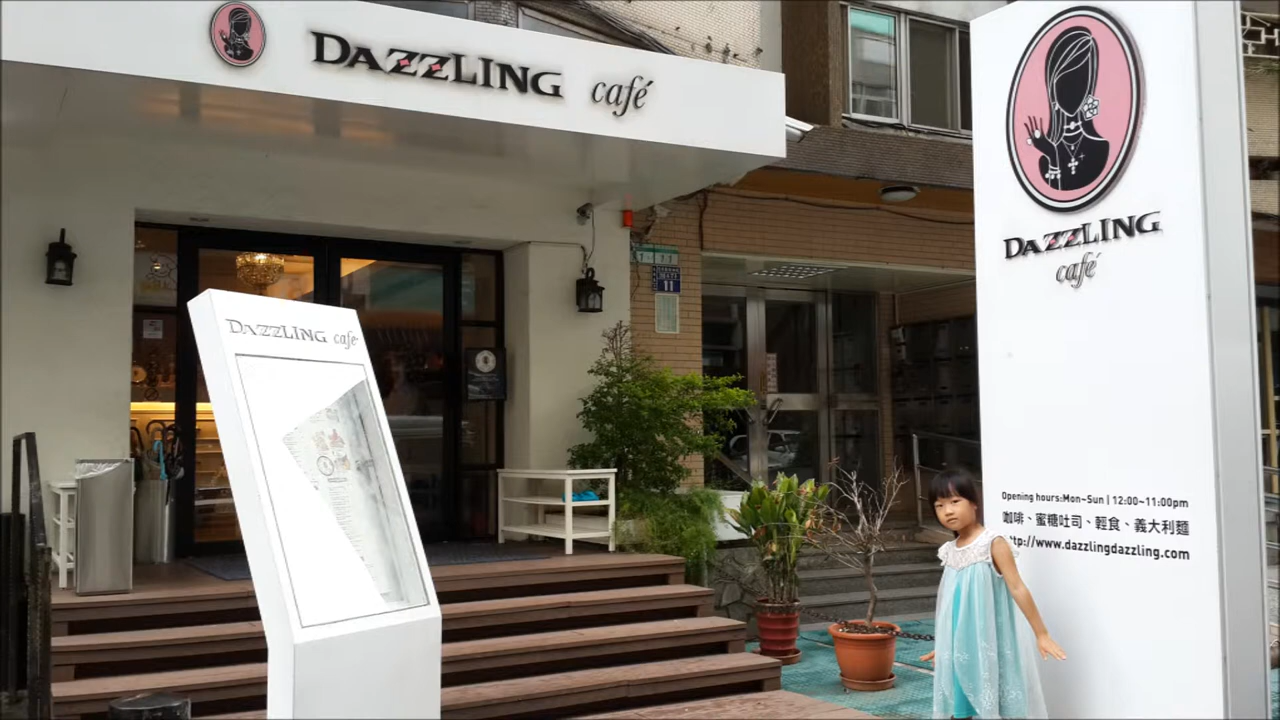 DAZZLING café
DAZZLING café
11
DAZZLING
café
Opening hours:Mon~Sun | 12:00~11:00pm
咖啡、蜜糖吐司、輕食、義大利麵
http://www.dazzlingdazzling.com